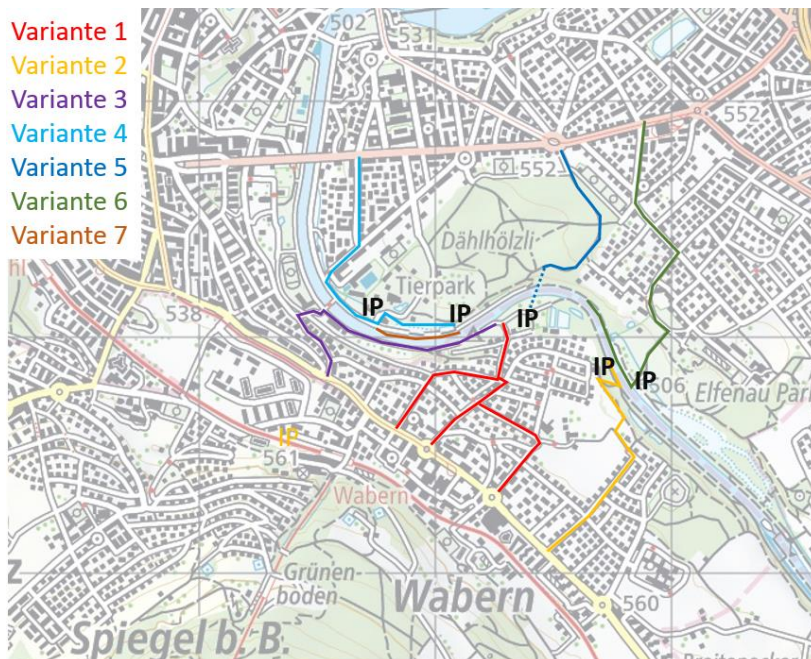 Variante 1
Variante 2
Variante 3
Variante 4
Variante 5
Variante 6
Variante 7
502
531
552
552
Dählhölzli
Tierpark
IP
IP
IP
538
IP
IP
506
Elfenau Par
IP
561
Wabern
Grünen-
boden
Wabern
560
Spiegel b. B.